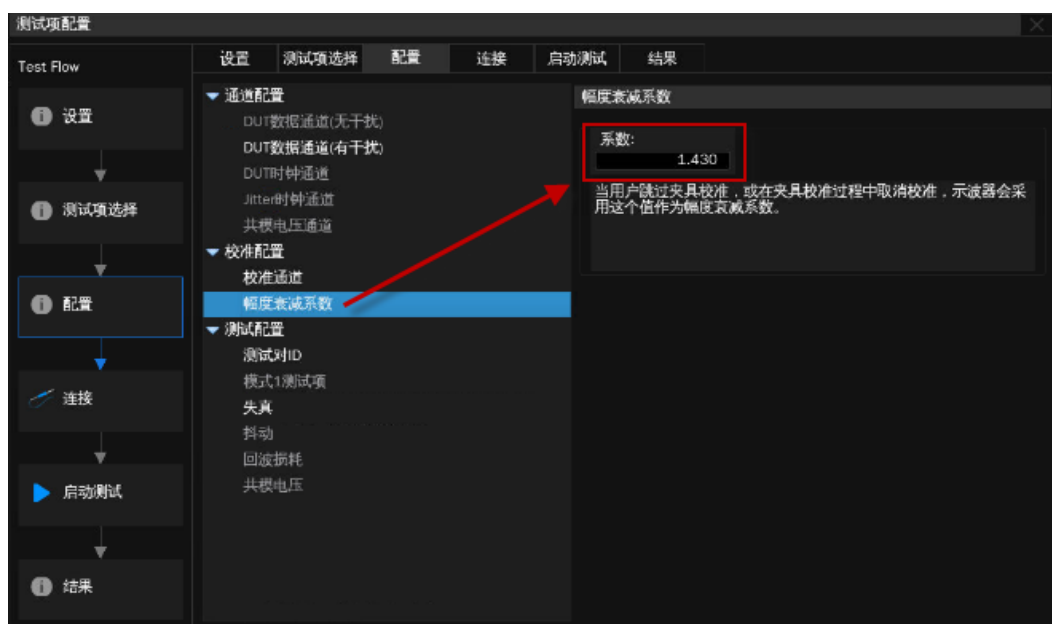 测试项配置
Test Flow
设置
测试项选择
配置
连接
启动测试
结果
设置 测试项选择 配置 连接 启动测试 结果
通道配置
DUT数据通道(无干扰)
DUT数据通道(有干扰)
DUT时钟通道
Jitter时钟通道
共模电压通道
校准配置
校准通道
幅度衰减系数
测试配置
测试对ID
模式1测试项
失真
抖动
回波损耗
共模电压
幅度衰减系数
系数:
1.430
当用户跳过夹具校准，或在夹具校准过程中取消校准，示波器会采
用这个值作为幅度衰减系数。